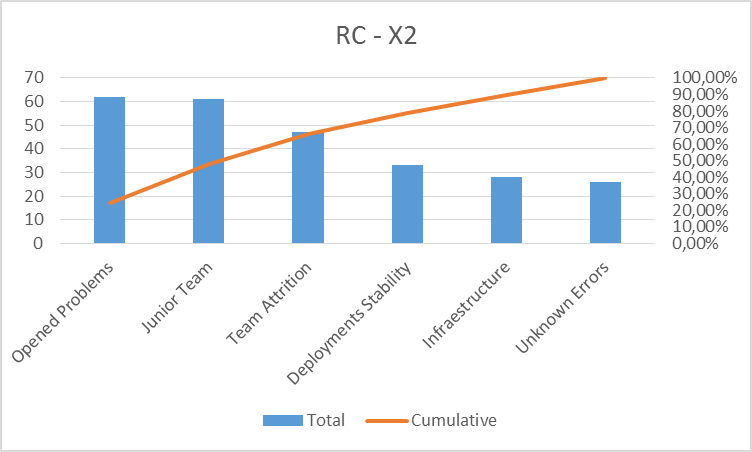 RC - X2
70
60
50
40
30
20
10
0
100,00%
90,00%
80,00%
70,00%
60,00%
50,00%
40,00%
30,00%
20,00%
10,00%
0,00%
Opened Problems
Junior Team
Team Attrition
Deployments Stability
Infraestructure
Unknown Errors
Total
Cumulative